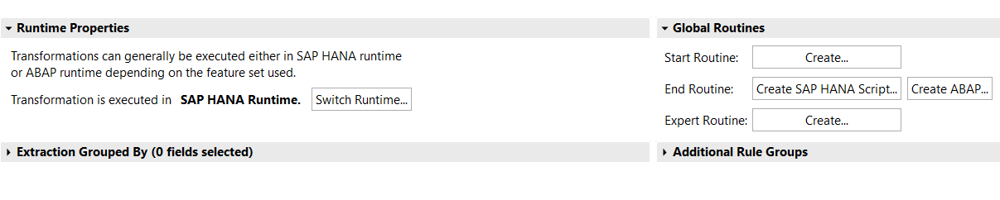 Runtime Properties
Transformations can generally be executed either in SAP HANA runtime
or ABAP runtime depending on the feature set used.
Transformation is executed in SAP HANA Runtime. Switch Runtime...
Extraction Grouped By (0 fields selected)
Global Routines
Start Routine: Create...
End Routine: Create SAP HANA Script... Create ABAP...
Expert Routine: Create...
Additional Rule Groups